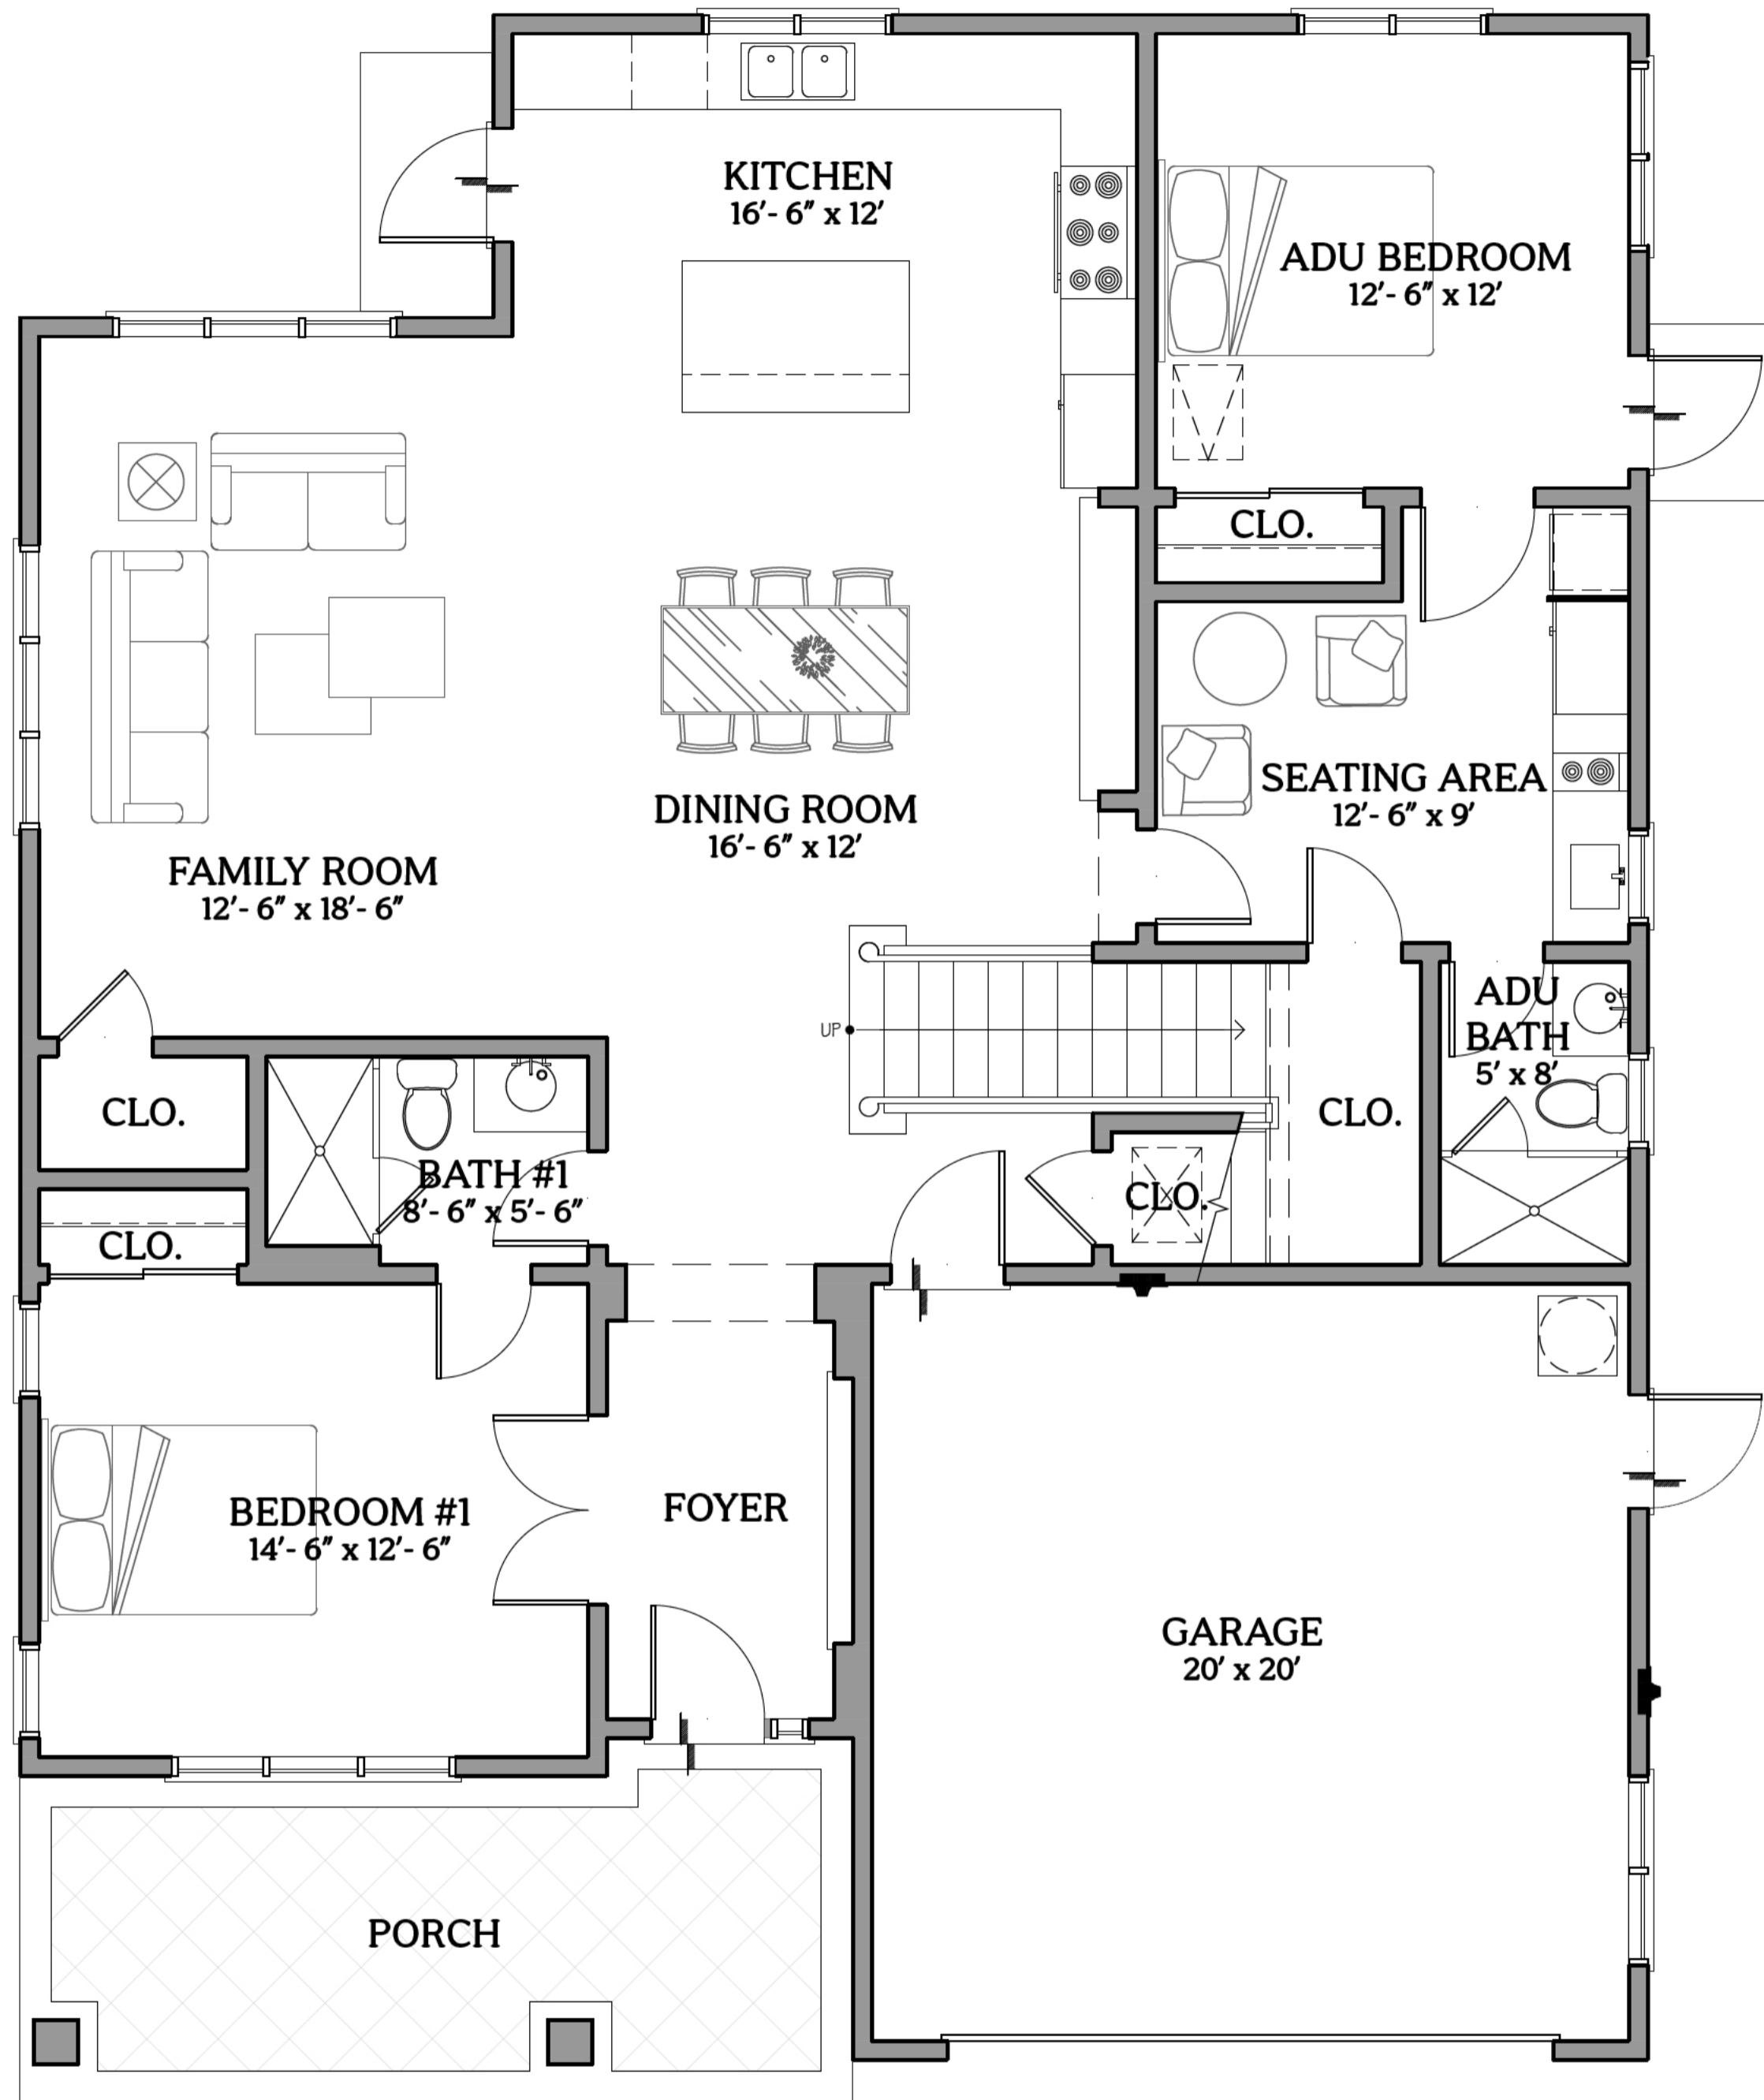 KITCHEN
16'- 6" x 12'
ADU BEDROOM
12'- 6" x 12'
CLO.
SEATING AREA
12'- 6" x 9'
DINING ROOM
16'- 6" x 12'
FAMILY ROOM
12'- 6" x 18'- 6"
UP
ADU
BATH
5' x 8'
CLO.
CLO.
BATH #1
8'- 6" x 5'- 6"
CLO.
CLO.
BEDROOM #1
14'- 6" x 12'- 6"
FOYER
GARAGE
20' x 20'
PORCH